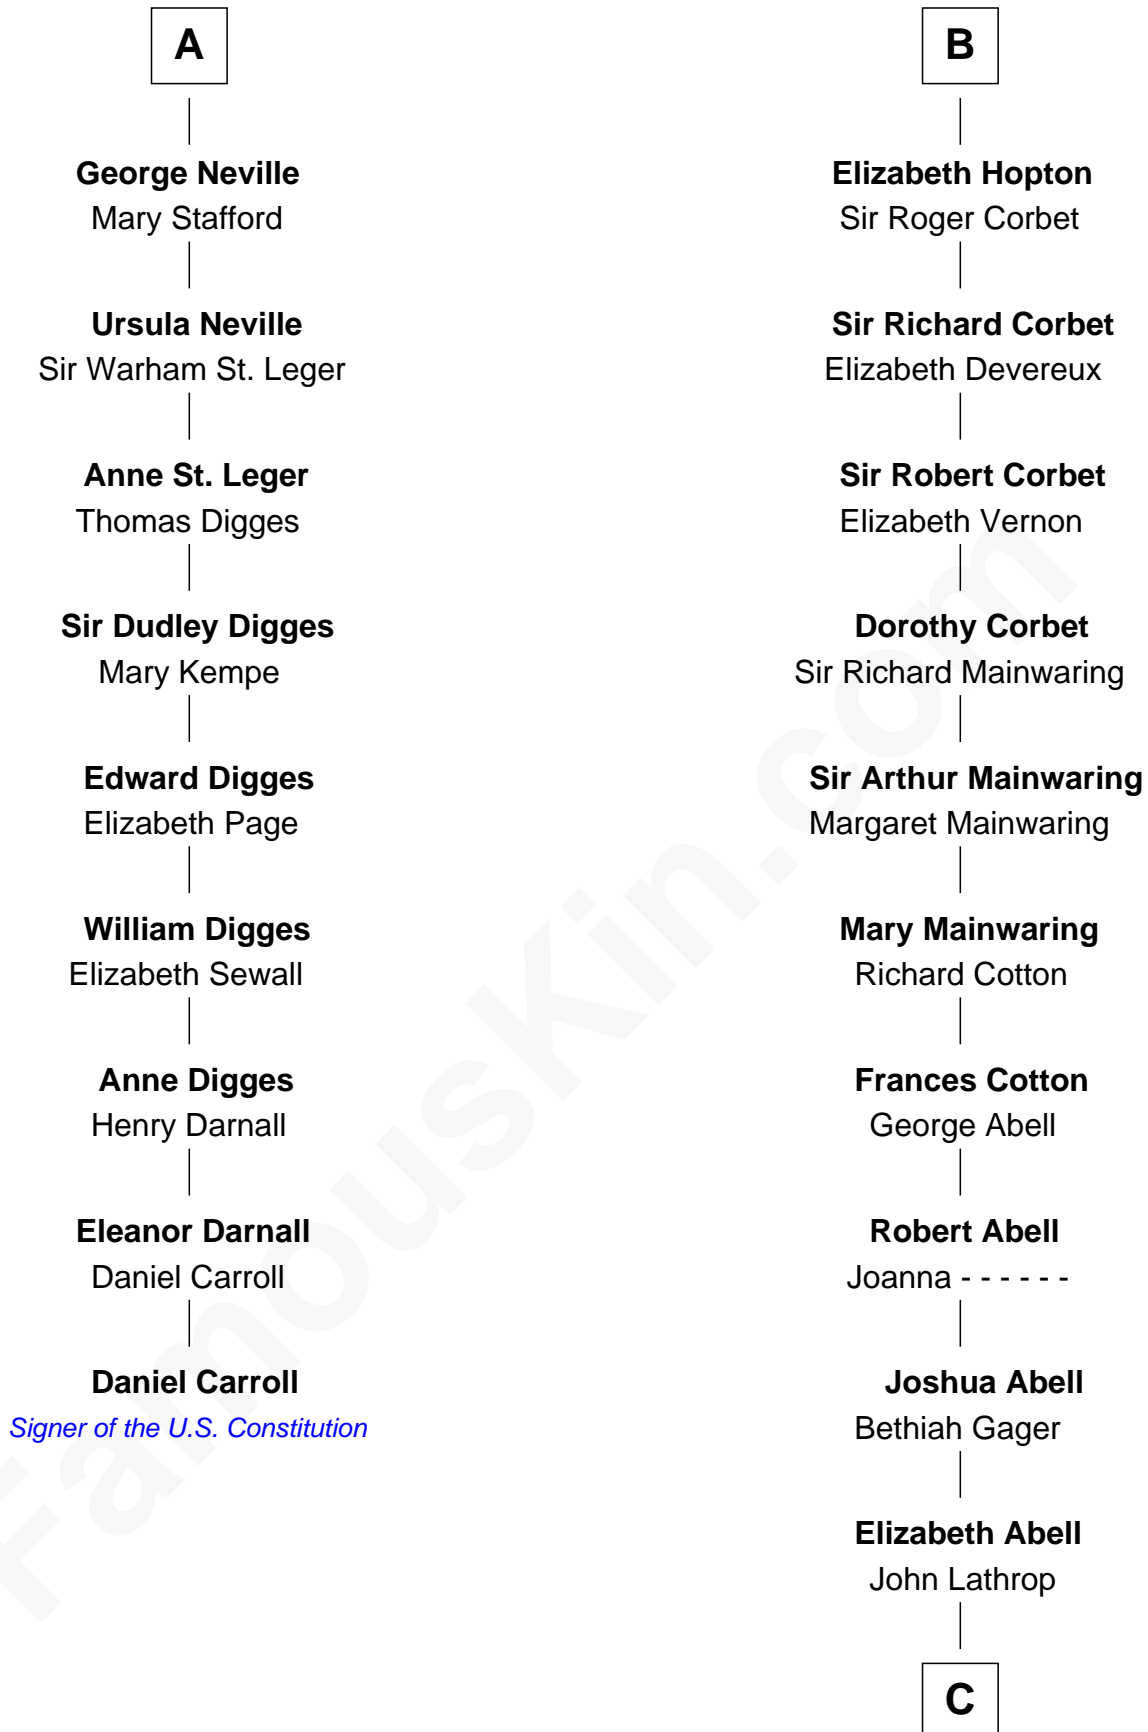 A
George Neville
Mary Stafford
Ursula Neville
Sir Warham St. Leger
Anne St. Leger
Thomas Digges
Sir Dudley Digges
Mary Kempe
Edward Digges
Elizabeth Page
William Digges
Elizabeth Sewall
Anne Digges
Henry Darnall
Eleanor Darnall
Daniel Carroll
Daniel Carroll
Signer of the U.S. Constitution
B
Elizabeth Hopton
Sir Roger Corbet
Sir Richard Corbet
Elizabeth Devereux
Sir Robert Corbet
Elizabeth Vernon
Dorothy Corbet
Sir Richard Mainwaring
Sir Arthur Mainwaring
Margaret Mainwaring
Mary Mainwaring
Richard Cotton
Frances Cotton
George Abell
Robert Abell
Joanna - - - - - -
Joshua Abell
Bethiah Gager
Elizabeth Abell
John Lathrop
C
FamousKin.com